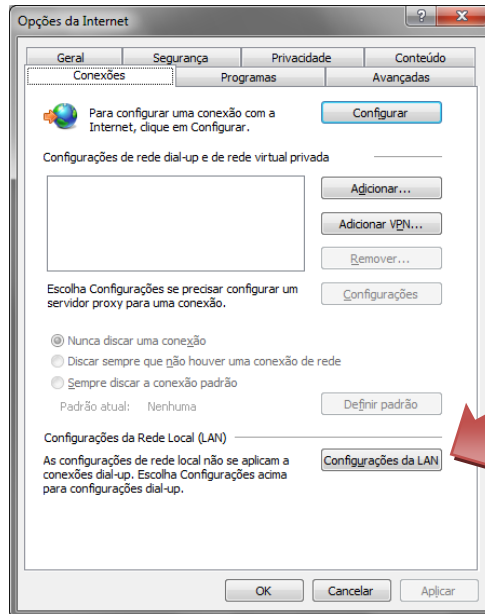 Opções da Internet
Geral Segurança Privacidade Conteúdo
Conexões Programas Avançadas
Para configurar uma conexão com a
Internet, clique em Configurar.
Configurar
Configurações de rede dial-up e de rede virtual privada
Adicionar...
Adicionar VPN...
Remover...
Escolha Configurações se precisar configurar um
servidor proxy para uma conexão.
Configurações
Nunca discar uma conexão
Discar sempre que não houver uma conexão de rede
Sempre discar a conexão padrão
Padrão atual: Nenhuma
Definir padrão
Configurações da Rede Local (LAN)
As configurações de rede local não se aplicam a
conexões dial-up. Escolha Configurações acima
para configurações dial-up.
Configurações da LAN
OK Cancelar Aplicar